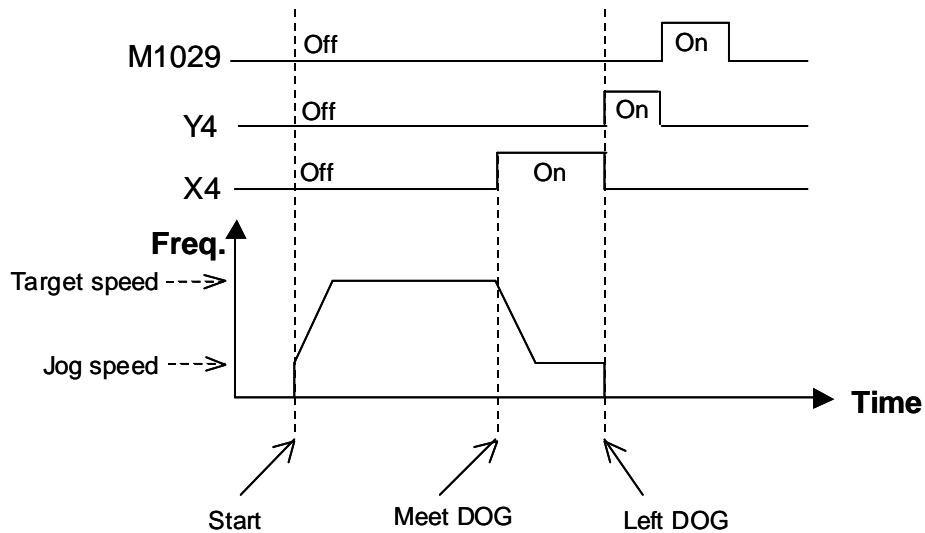 M1029 Off On
Y4 Off On
X4 Off On
Freq.
Target speed
Jog speed
Time
Start
Meet DOG
Left DOG